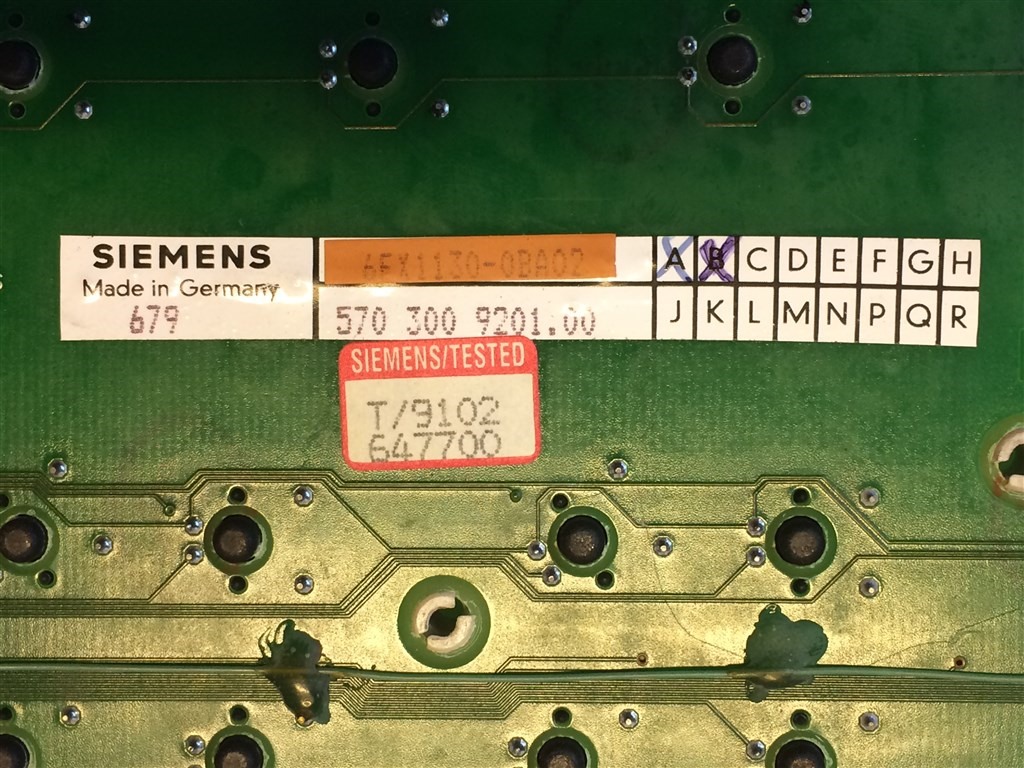 SIEMENS
Made in Germany
679
6FX1130-0BA02
570 300 9201.00
A B C D E F G H
J K L M N P Q R
SIEMENS/TESTED
T/9102
647700